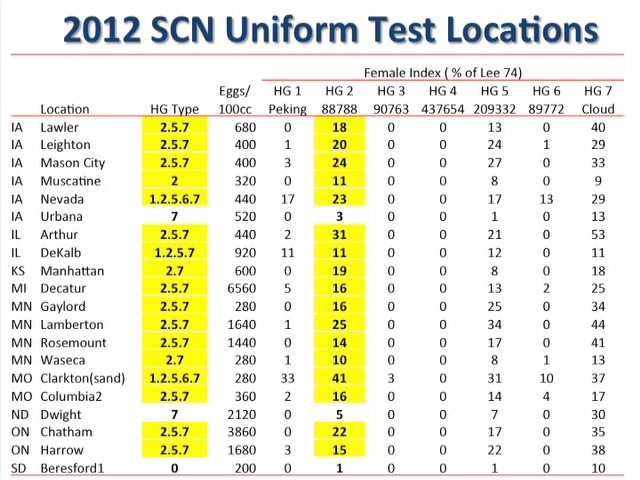 2012 SCN Uniform Test Locations
Female Index ( % of Lee 74)
Eggs/ HG 1 HG 2 HG 3 HG 4 HG 5 HG 6 HG 7
Location HG Type 100cc Peking 88788 90763 437654 209332 89772 Cloud
IA Lawler 2.5.7 680 0 18 0 0 13 0 40
IA Leighton 2.5.7 400 1 20 0 0 24 1 29
IA Mason City 2.5.7 400 3 24 0 0 27 0 33
IA Muscatine 2 320 0 11 0 0 8 0 9
IA Nevada 1.2.5.6.7 440 17 23 0 0 17 13 29
IA Urbana 7 520 0 3 0 0 1 0 13
IL Arthur 2.5.7 440 2 31 0 0 21 0 53
IL DeKalb 1.2.5.7 920 11 11 0 0 12 0 11
KS Manhattan 2.7 600 0 19 0 0 8 0 18
MI Decatur 2.5.7 6560 5 16 0 0 13 2 25
MN Gaylord 2.5.7 280 0 16 0 0 25 0 34
MN Lamberton 2.5.7 1640 1 25 0 0 34 0 44
MN Rosemount 2.5.7 1440 0 14 0 0 17 0 41
MN Waseca 2.7 280 1 10 0 0 8 1 13
MO Clarkton(sand) 1.2.5.6.7 280 33 41 3 0 31 10 37
MO Columbia2 2.5.7 360 2 16 0 0 14 4 17
ND Dwight 7 2120 0 5 0 0 7 0 30
ON Chatham 2.5.7 3860 0 22 0 0 17 0 35
ON Harrow 2.5.7 1680 3 15 0 0 22 0 38
SD Beresford1 0 200 0 1 0 0 1 0 10